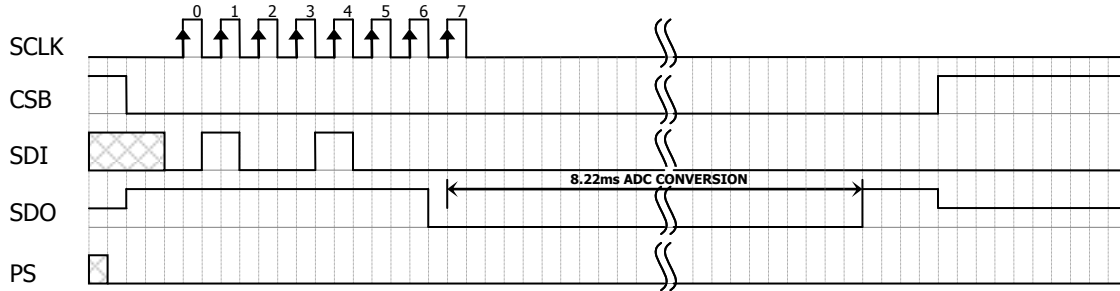 0 1 2 3 4 5 6 7
SCLK
CSB
SDI
8.22ms ADC CONVERSION
SDO
PS